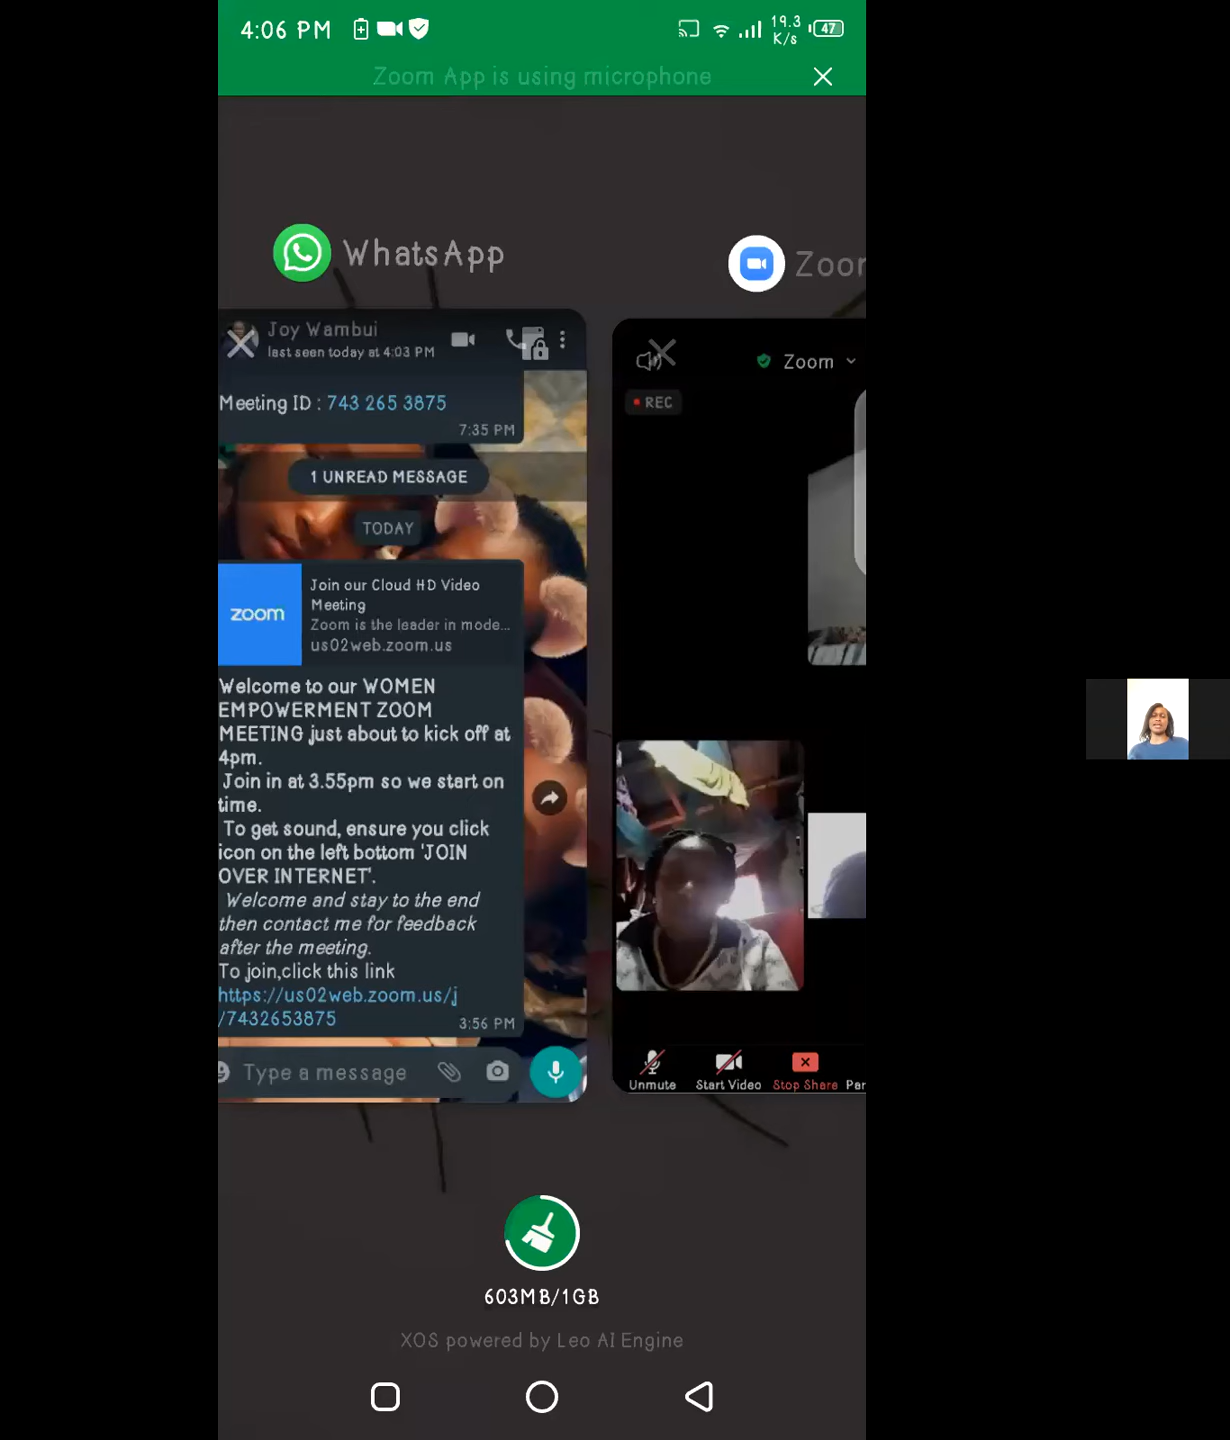 4:06 PM
19.3
K/s
47
Zoom App is using microphone
WhatsApp
Joy Wambui
last seen today at 4:03 PM
Meeting ID : 743 265 3875
7:35 PM
1 UNREAD MESSAGE
TODAY
zoom
Join our Cloud HD Video
Meeting
Zoom is the leader in mode...
us02web.zoom.us
Welcome to our WOMEN
EMPOWERMENT ZOOM
MEETING just about to kick off at
4pm.
Join in at 3.55pm so we start on
time.
To get sound, ensure you click
icon on the left bottom 'JOIN
OVER INTERNET'.
Welcome and stay to the end
then contact me for feedback
after the meeting.
To join,click this link
https://us02web.zoom.us/j
/7432653875
3:56 PM
Type a message
Zoom
REC
Unmute
Start Video
Stop Share
603MB/1GB
XOS powered by Leo AI Engine